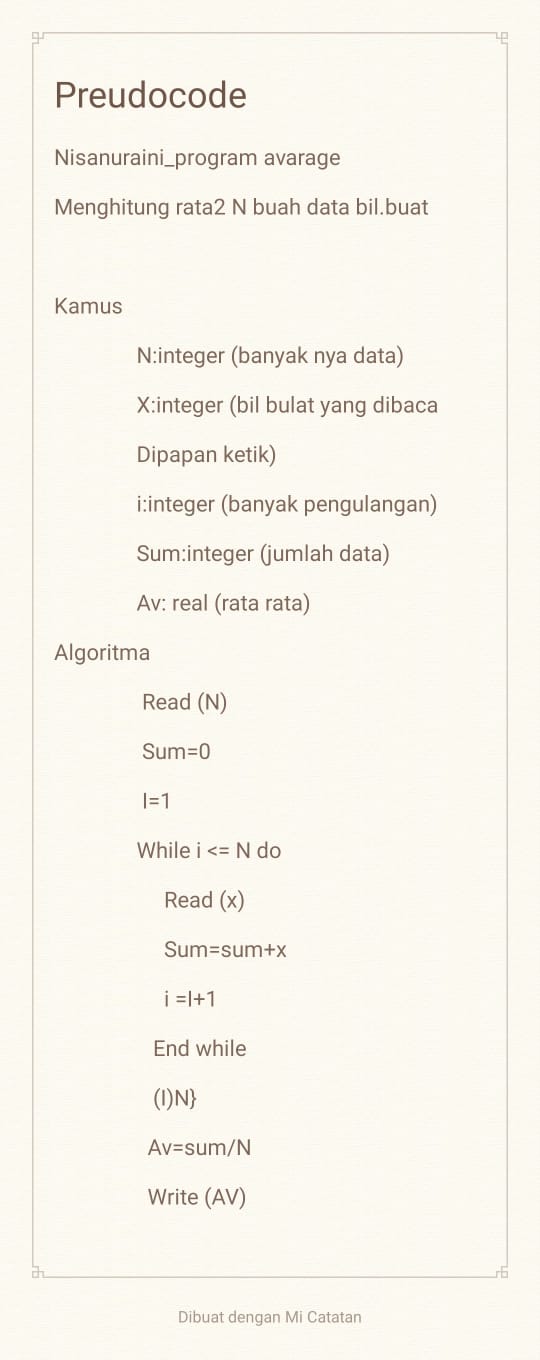 Preudocode
Nisanuraini_program avarage
Menghitung rata2 N buah data bil.buat
Kamus
N:integer (banyak nya data)
X:integer (bil bulat yang dibaca
Dipapan ketik)
i:integer (banyak pengulangan)
Sum:integer (jumlah data)
Av: real (rata rata)
Algoritma
Read (N)
Sum=0
I=1
While i <= N do
Read (x)
Sum=sum+x
i =I+1
End while
(I)N}
Av=sum/N
Write (AV)
Dibuat dengan Mi Catatan